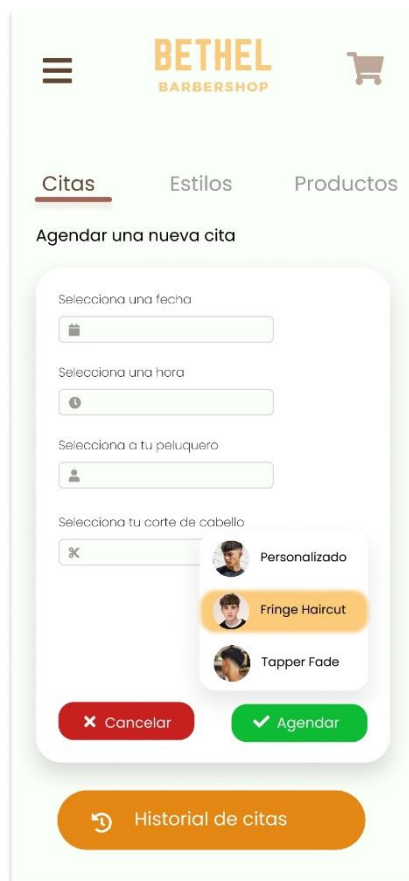 BETHEL
BARBERSHOP
Citas Estilos Productos
Agendar una nueva cita
Selecciona una fecha
Selecciona una hora
Selecciona a tu peluquero
Selecciona tu corte de cabello
Personalizado
Fringe Haircut
Tapper Fade
Cancelar Agendar
Historial de citas